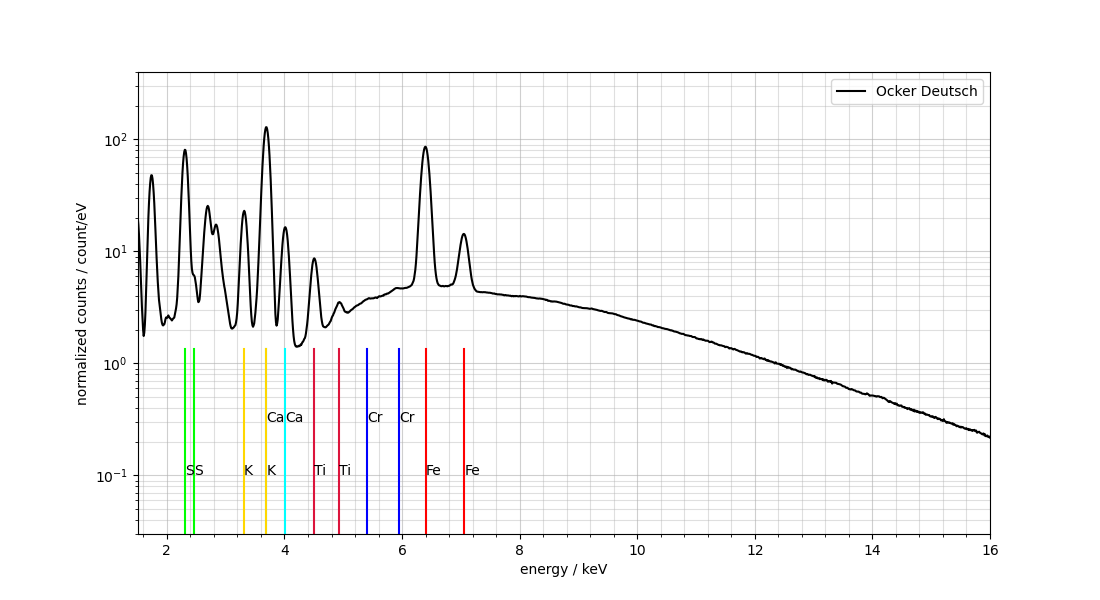 Ocker Deutsch
10²
10¹
10⁰
10⁻¹
normalized counts / count/eV
Ca Ca Cr Cr
S S K K Ti Ti Fe Fe
2 4 6 8 10 12 14 16
energy / keV